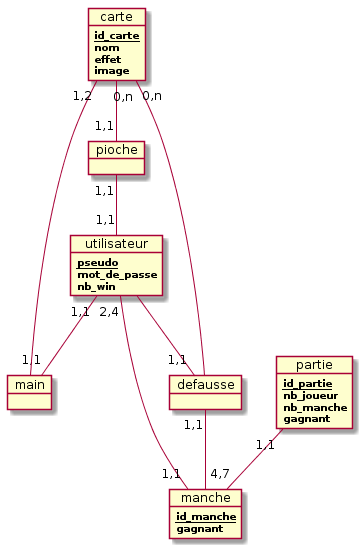 carte
id_carte
nom
effet
image
1,2
0,n
0,n
1,1
pioche
1,1
1,1
utilisateur
pseudo
mot_de_passe
nb_win
1,1
2,4
1,1
1,1
main
defausse
partie
id_partie
nb_joueur
nb_manche
gagnant
1,1
1,1
1,1
4,7
manche
id_manche
gagnant